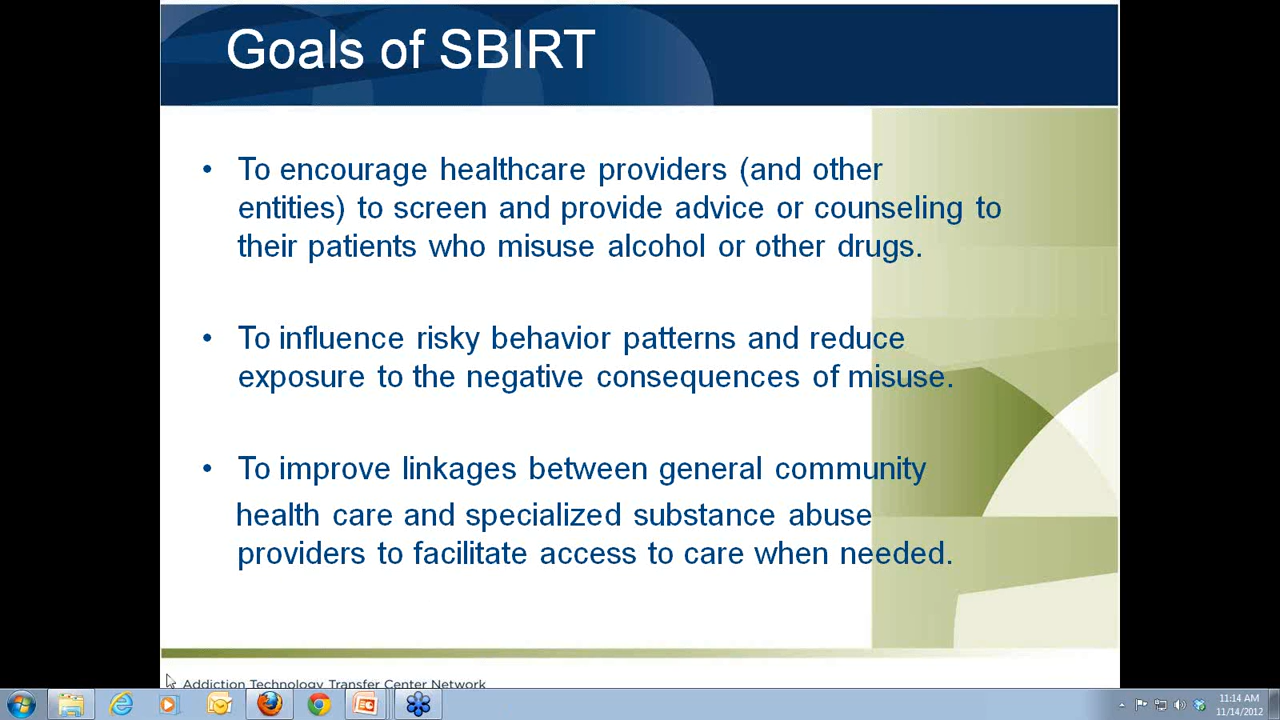 Goals of SBIRT
• To encourage healthcare providers (and other
entities) to screen and provide advice or counseling to
their patients who misuse alcohol or other drugs.
• To influence risky behavior patterns and reduce
exposure to the negative consequences of misuse.
• To improve linkages between general community
health care and specialized substance abuse
providers to facilitate access to care when needed.
Addiction Technology Transfer Center Network
11:14 AM
11/14/2012